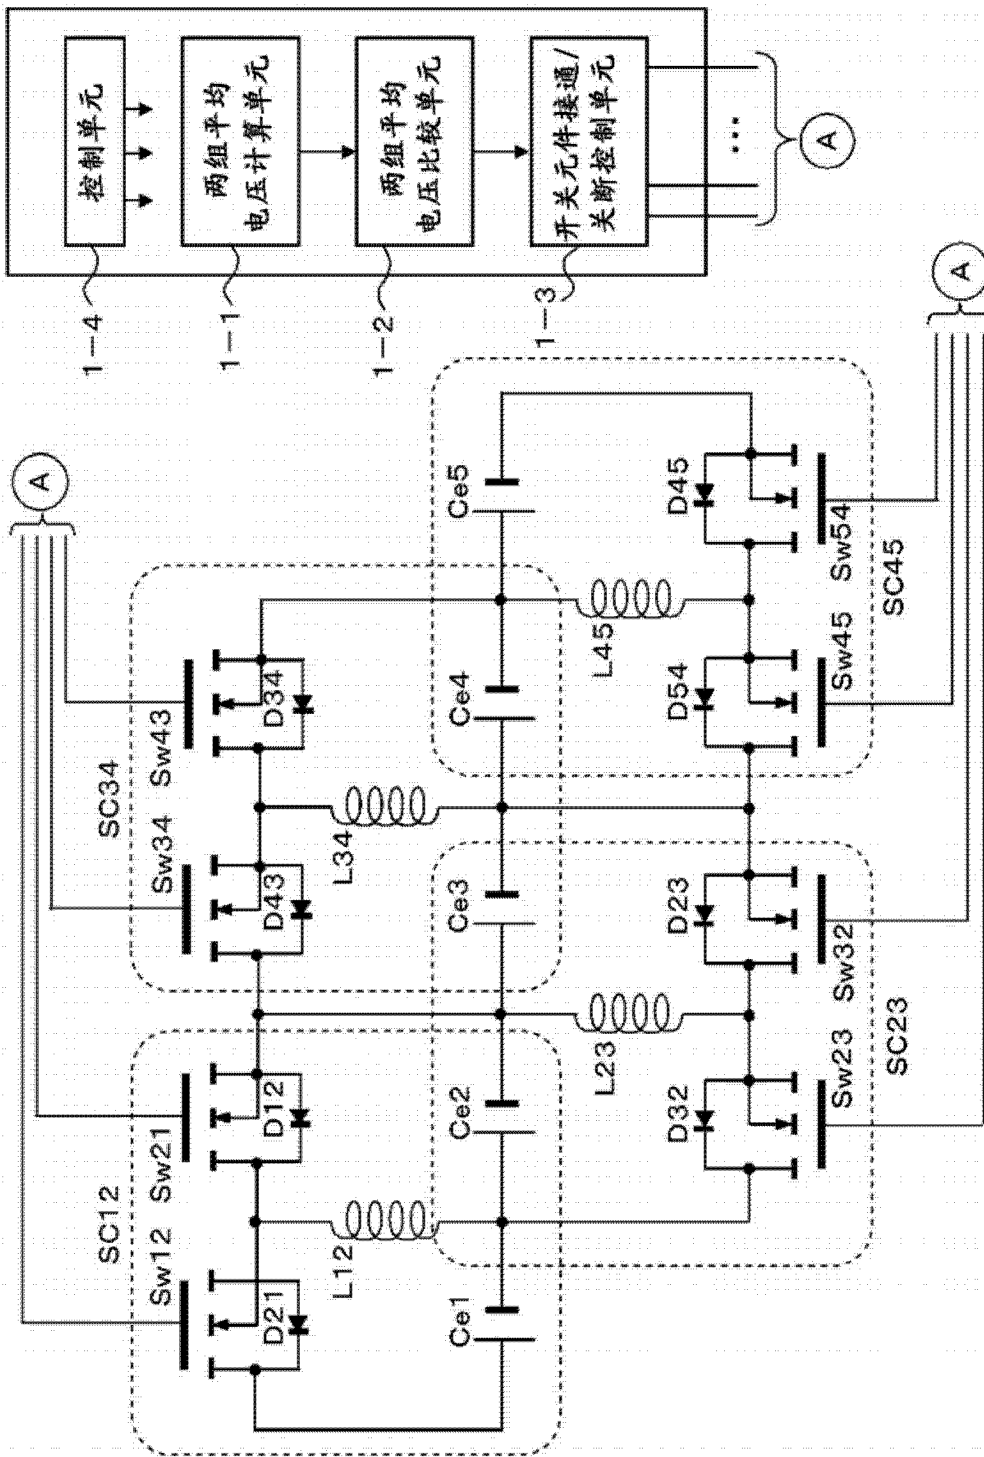 控制单元
两组平均
电压计算单元
两组平均
电压比较单元
开关元件接通/
关断控制单元
...
A
1-4
1-1
1-2
1-3
A
A
SC12
SC34
Sw12
Sw21
Sw34
Sw43
D21
D12
D43
D34
L12
L34
Ce1
Ce2
Ce3
Ce4
Ce5
L23
L45
D32
D23
D54
D45
Sw23
Sw32
Sw45
Sw54
SC23
SC45